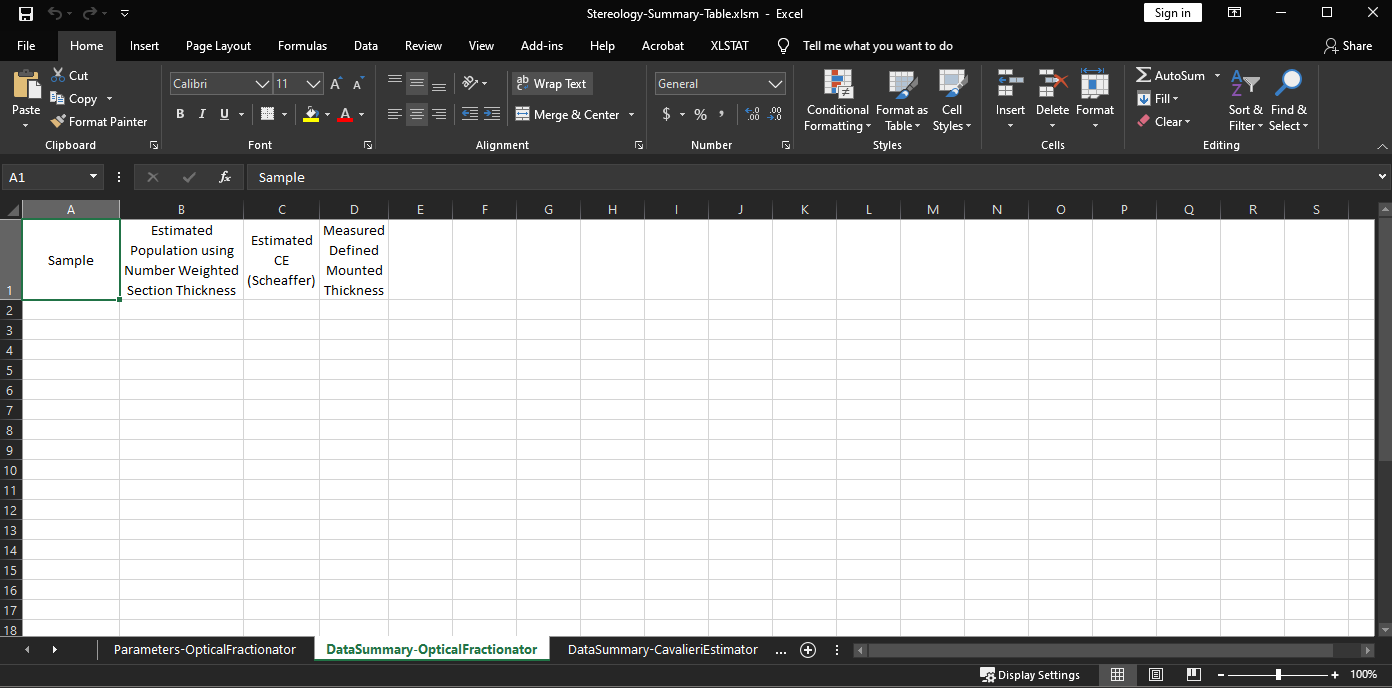 Stereology-Summary-Table.xlsm - Excel
Sign in
File Home Insert Page Layout Formulas Data Review View Add-ins Help Acrobat XLSTAT Tell me what you want to do Share
Paste
Cut
Copy
Format Painter
Clipboard
Calibri 11
B I U
Font
Wrap Text
Merge & Center
Alignment
General
$ % ,
Number
Conditional
Formatting
Format as
Table
Cell
Styles
Styles
Insert Delete Format
Cells
AutoSum
Fill
Clear
Sort &
Filter
Find &
Select
Editing
A1
fx
Sample
A B C D E F G H I J K L M N O P Q R S
1
Sample
Estimated
Population using
Number Weighted
Section Thickness
Estimated
CE
(Scheaffer)
Measured
Defined
Mounted
Thickness
2
3
4
5
6
7
8
9
10
11
12
13
14
15
16
17
18
Parameters-OpticalFractionator DataSummary-OpticalFractionator DataSummary-CavalieriEstimator ...
Display Settings
100%